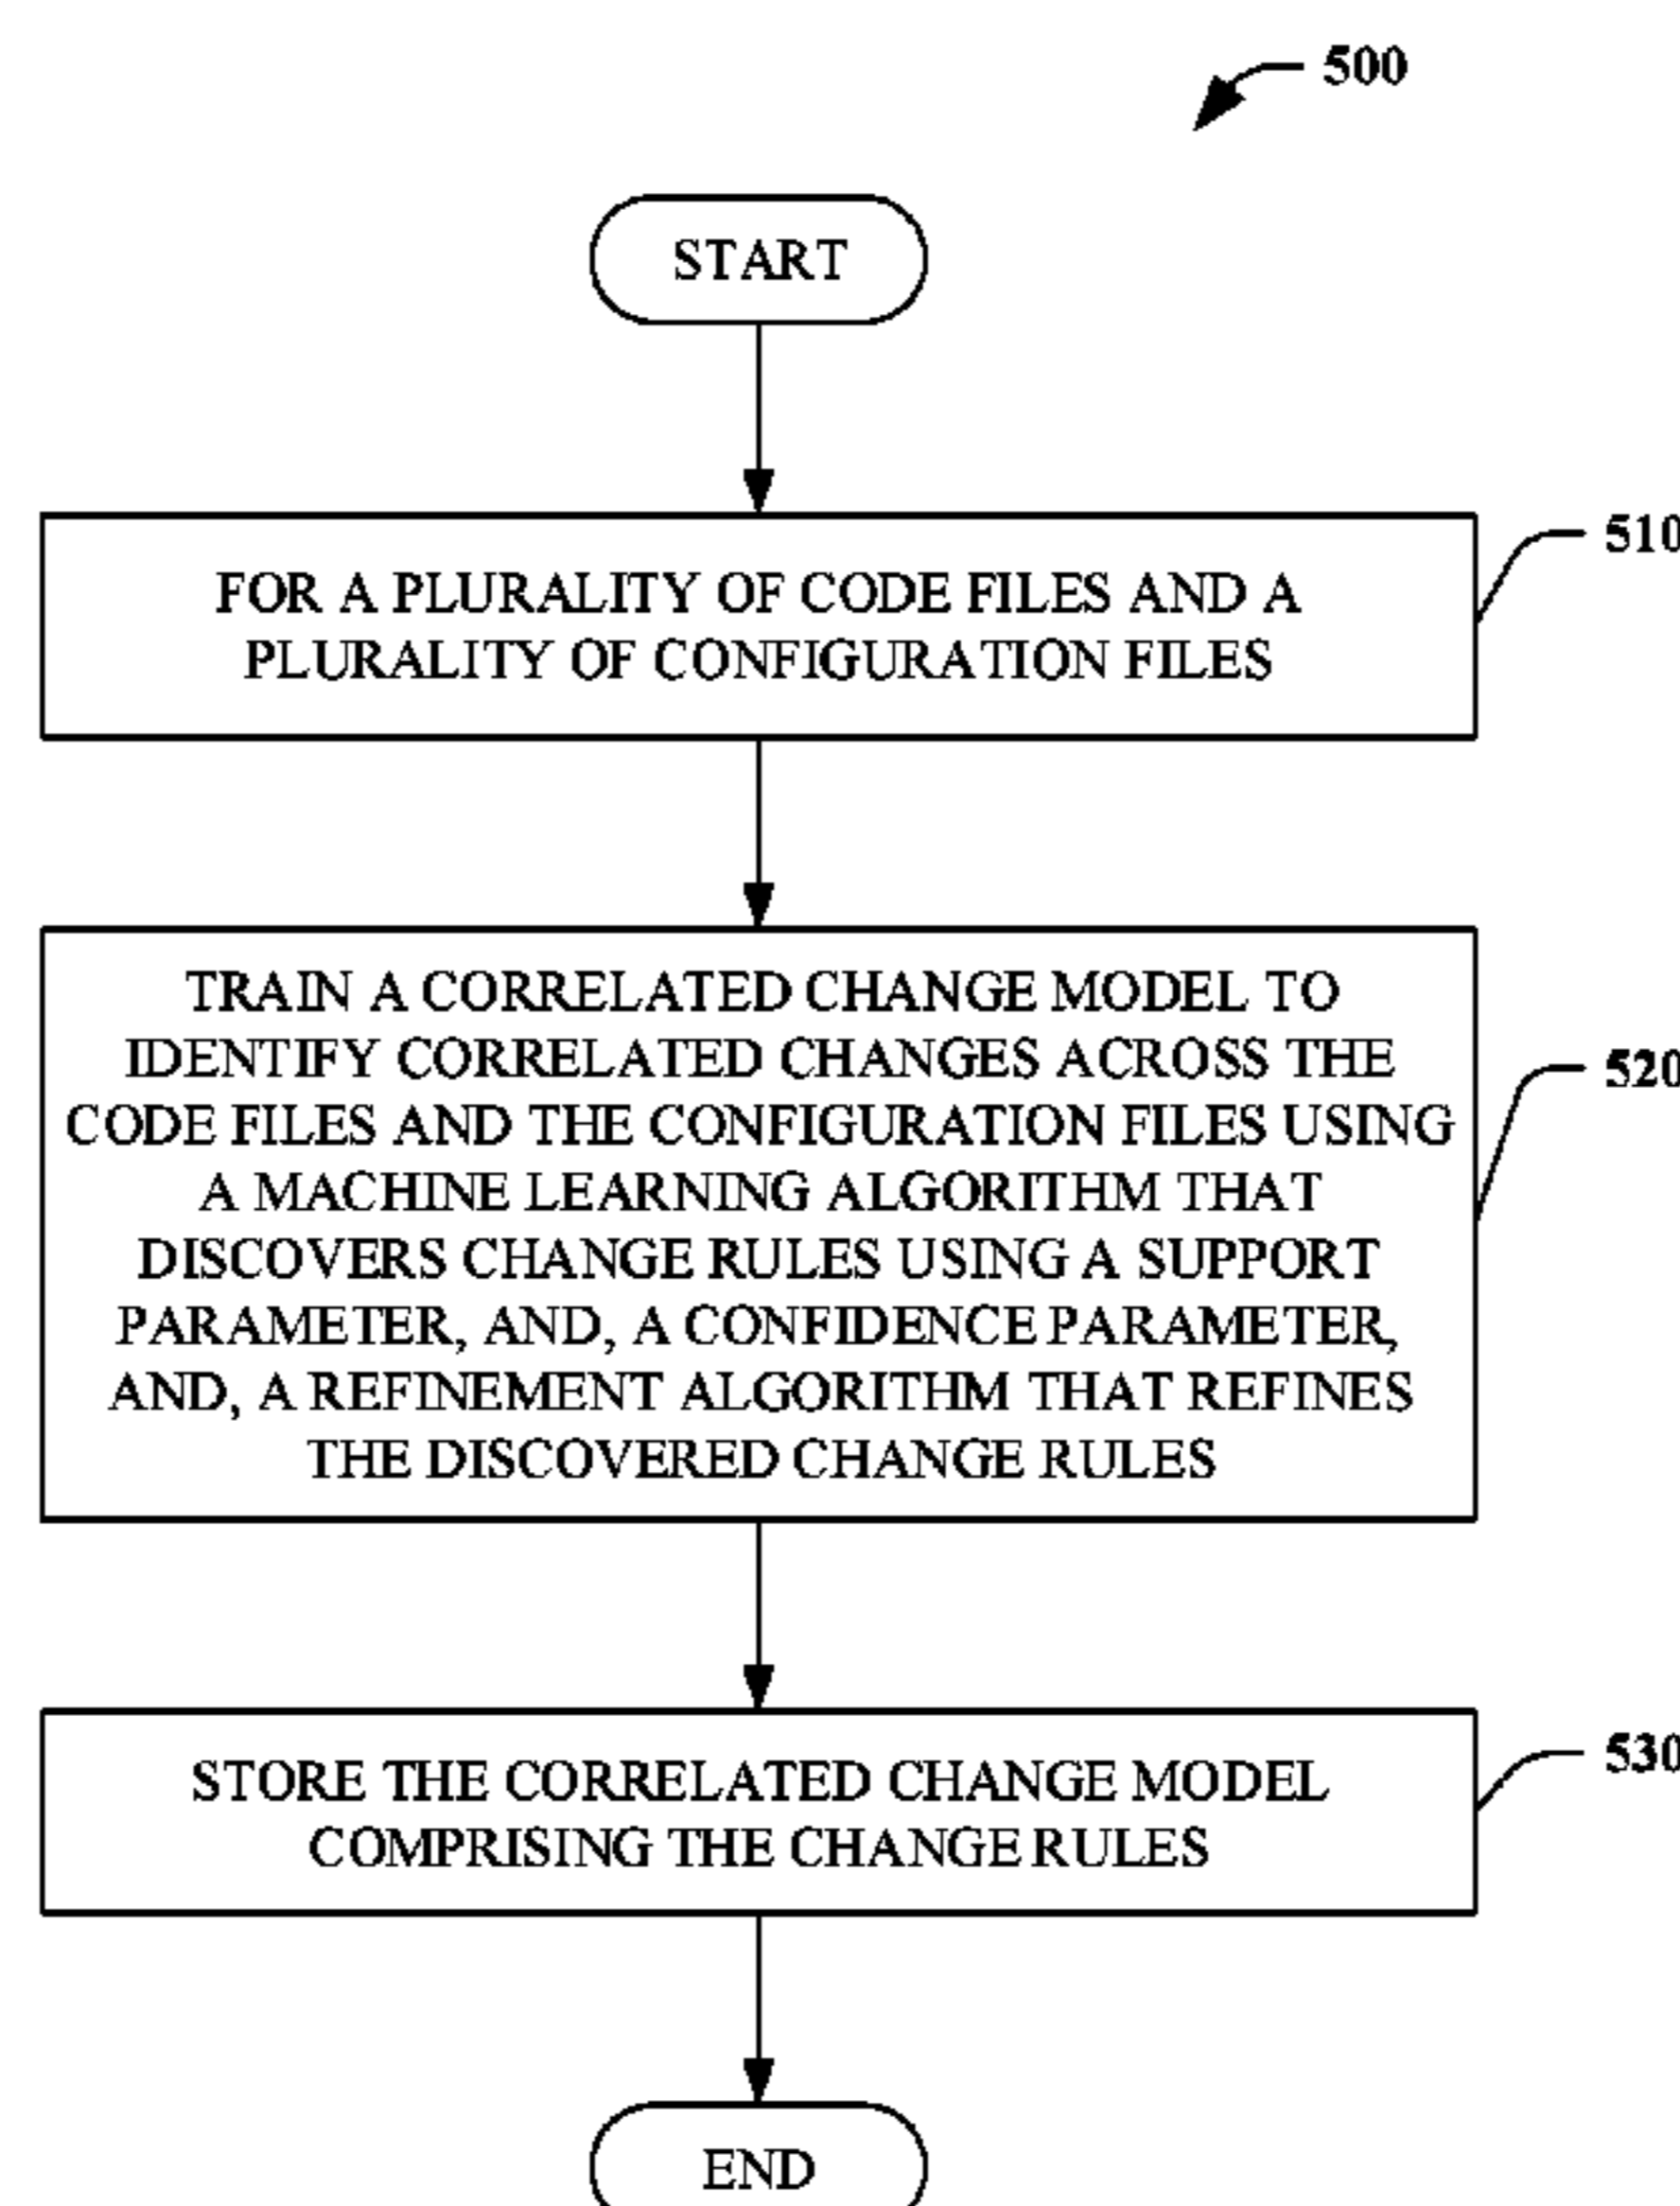 500
START
FOR A PLURALITY OF CODE FILES AND A
PLURALITY OF CONFIGURATION FILES
510
TRAIN A CORRELATED CHANGE MODEL TO
IDENTIFY CORRELATED CHANGES ACROSS THE
CODE FILES AND THE CONFIGURATION FILES USING
A MACHINE LEARNING ALGORITHM THAT
DISCOVERS CHANGE RULES USING A SUPPORT
PARAMETER, AND, A CONFIDENCE PARAMETER,
AND, A REFINEMENT ALGORITHM THAT REFINES
THE DISCOVERED CHANGE RULES
520
STORE THE CORRELATED CHANGE MODEL
COMPRISING THE CHANGE RULES
530
END